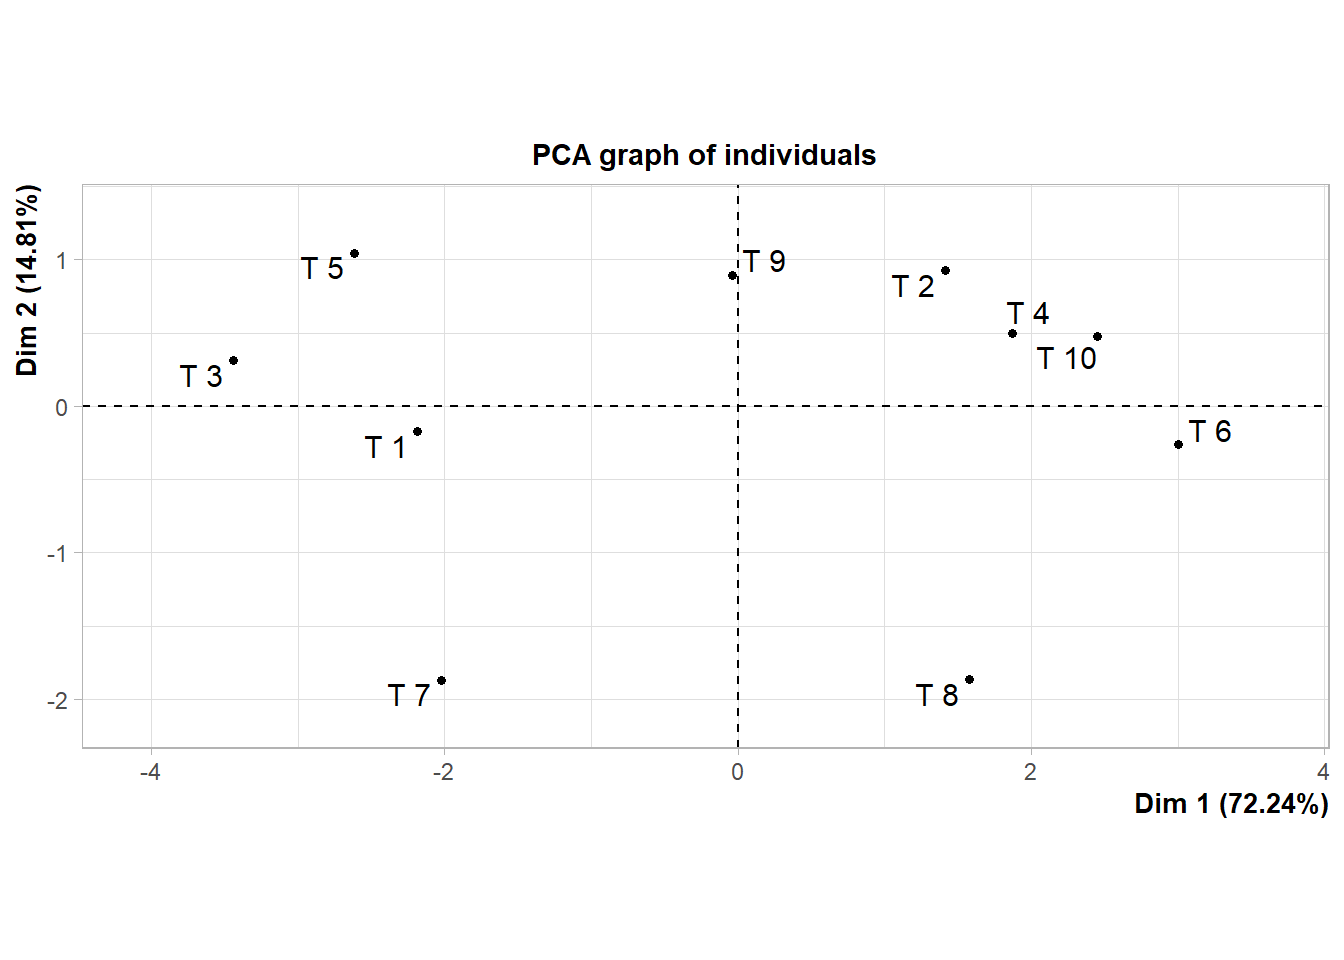 PCA graph of individuals
Dim 2 (14.81%)
1
0
-1
-2
T 5
T 9
T 2
T 4
T 10
T 3
T 1
T 6
T 7
T 8
-4
-2
0
2
4
Dim 1 (72.24%)